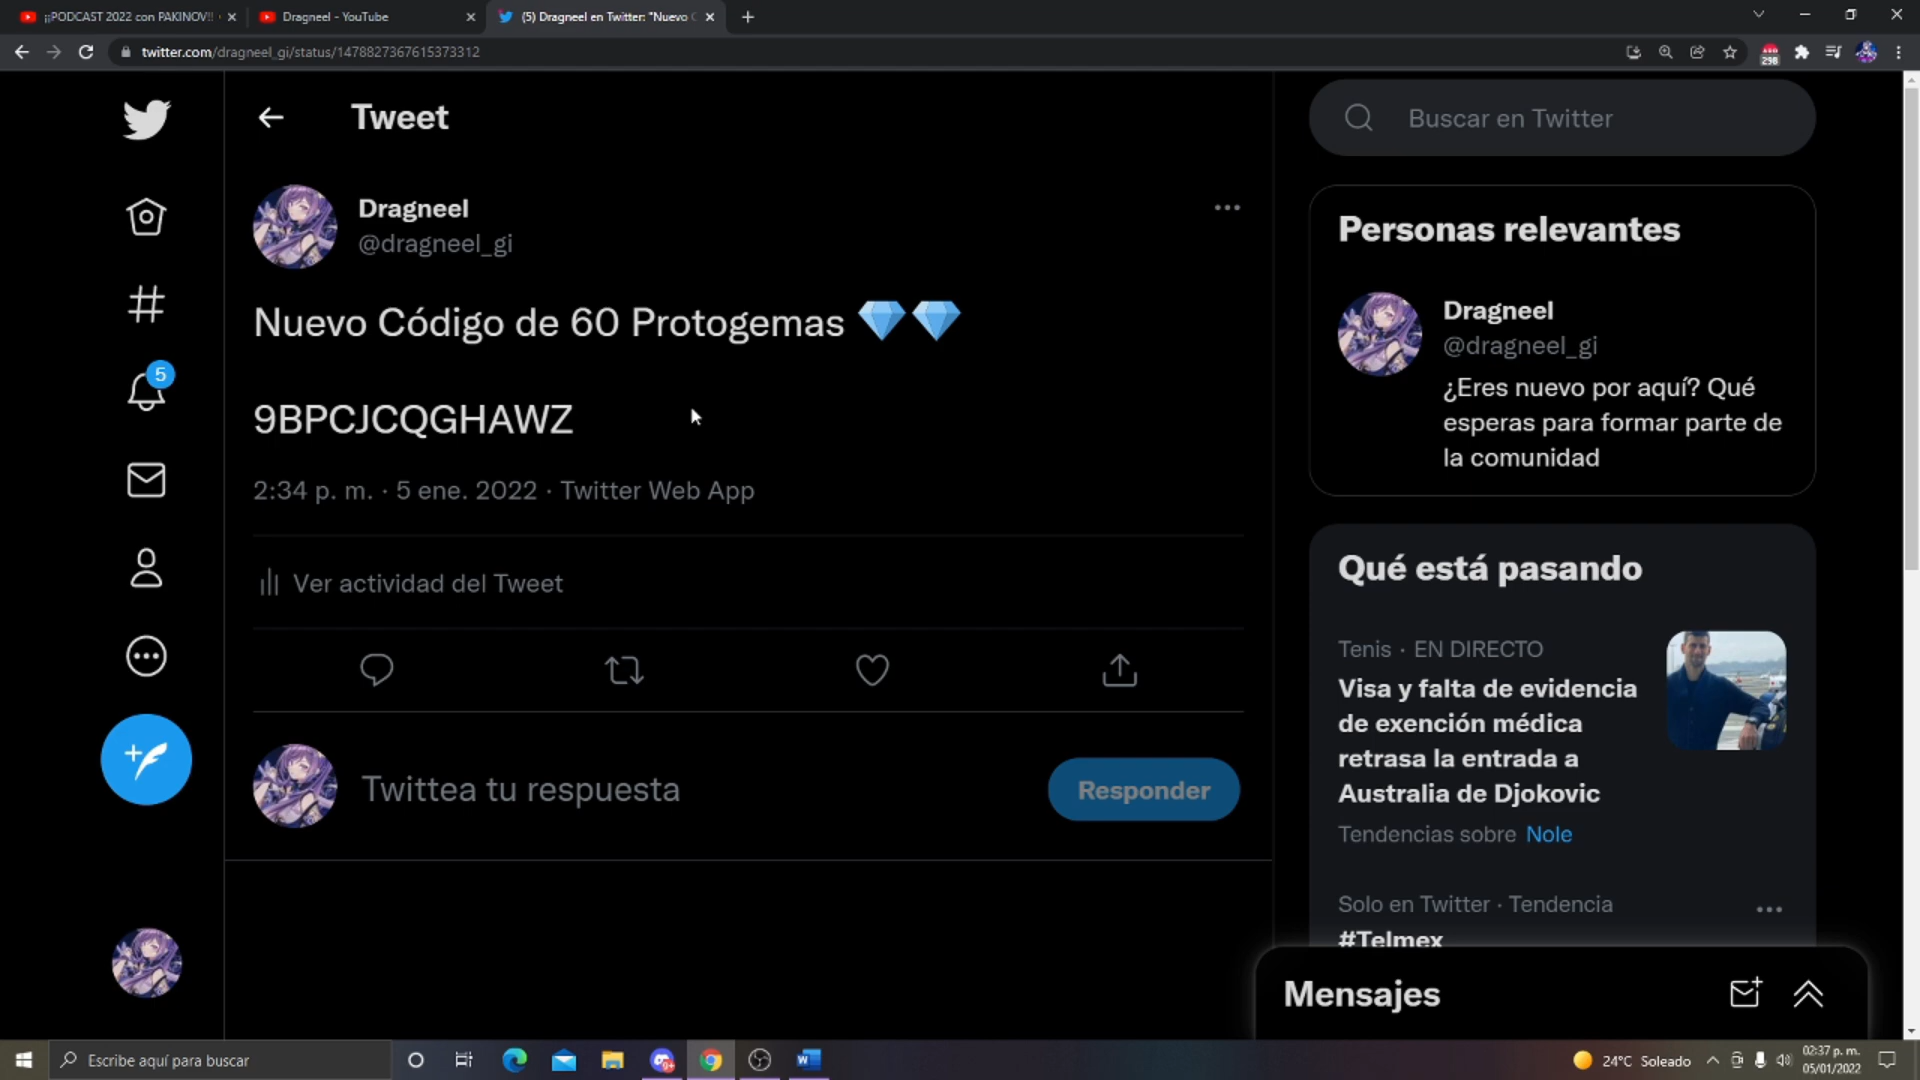 ¡¡PODCAST 2022 con PAKINOV!!
Dragneel - YouTube
(5) Dragneel en Twitter: "Nuevo C
twitter.com/dragneel_gi/status/1478827367615373312
298
Tweet
Buscar en Twitter
Dragneel
@dragneel_gi
Nuevo Código de 60 Protogemas 💎💎
9BPCJCQGHAWZ
2:34 p. m. · 5 ene. 2022 · Twitter Web App
Ver actividad del Tweet
Twittea tu respuesta
Responder
5
Personas relevantes
Dragneel
@dragneel_gi
¿Eres nuevo por aquí? Qué
esperas para formar parte de
la comunidad
Qué está pasando
Tenis · EN DIRECTO
Visa y falta de evidencia
de exención médica
retrasa la entrada a
Australia de Djokovic
Tendencias sobre Nole
Solo en Twitter · Tendencia
#Telmex
Mensajes
Escribe aquí para buscar
24°C Soleado
02:37 p. m.
05/01/2022